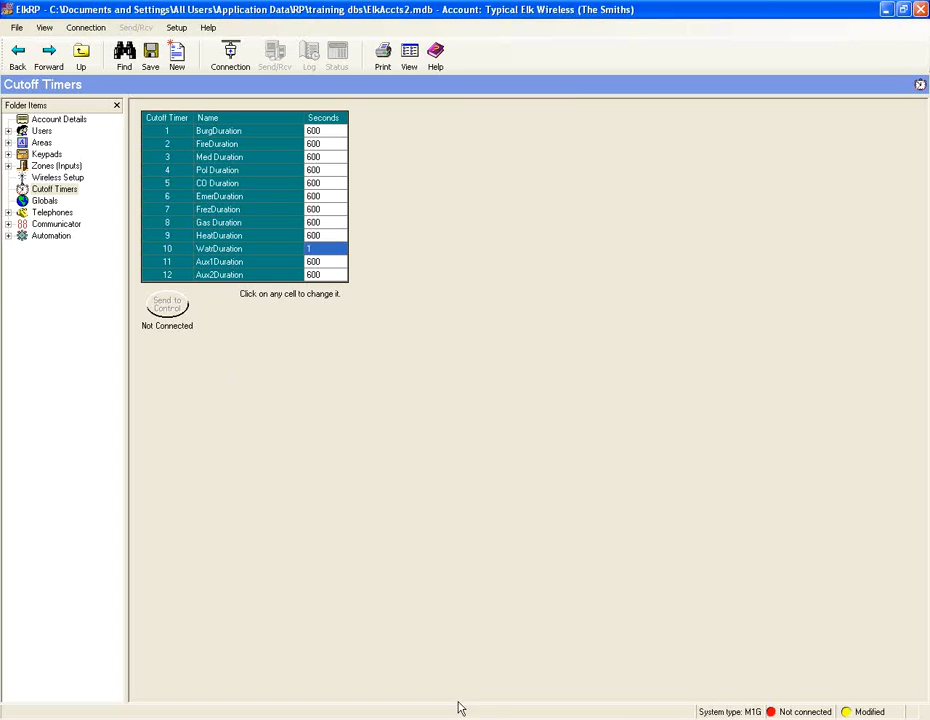 ElkRP - C:\Documents and Settings\All Users\Application Data\RP\training dbs\ElkAccts2.mdb - Account: Typical Elk Wireless (The Smiths)
File View Connection Send/Rcv Setup Help
Back Forward Up Find Save New Connection Send/Rcv Log Status Print View Help
Cutoff Timers
Folder Items
Account Details
Users
Areas
Keypads
Zones (Inputs)
Wireless Setup
Cutoff Timers
Globals
Telephones
Communicator
Automation
Cutoff Timer Name Seconds
1 BurgDuration 600
2 FireDuration 600
3 Med Duration 600
4 Pol Duration 600
5 CO Duration 600
6 EmerDuration 600
7 FrezDuration 600
8 Gas Duration 600
9 HeatDuration 600
10 WatrDuration 1
11 Aux1Duration 600
12 Aux2Duration 600
Send to
Control
Click on any cell to change it.
Not Connected
System type: M1G Not connected Modified